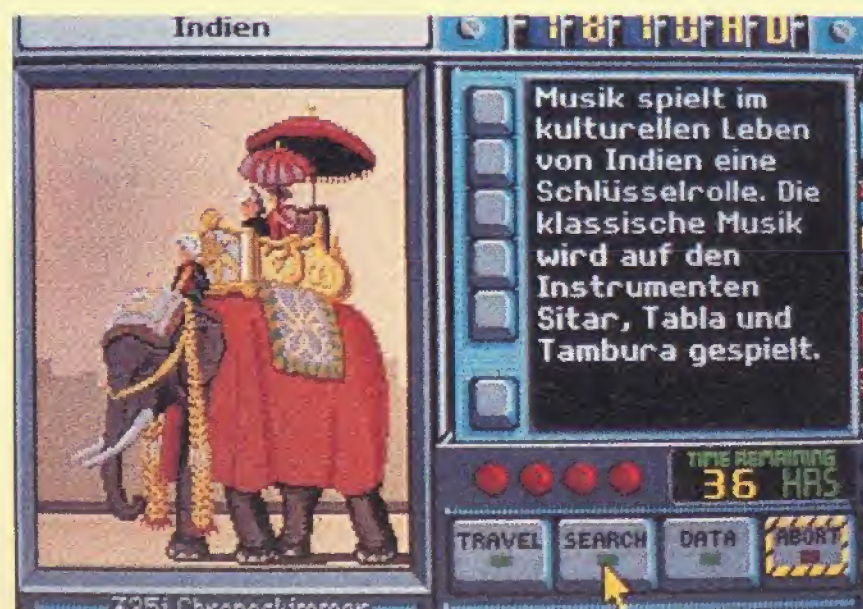 Indien
Musik spielt im
kulturellen Leben
von Indien eine
Schlüsselrolle. Die
klassische Musik
wird auf den
Instrumenten
Sitar, Tabla und
Tambura gespielt.
TIME REMAINING
36 HRS
TRAVEL SEARCH DATA ABORT